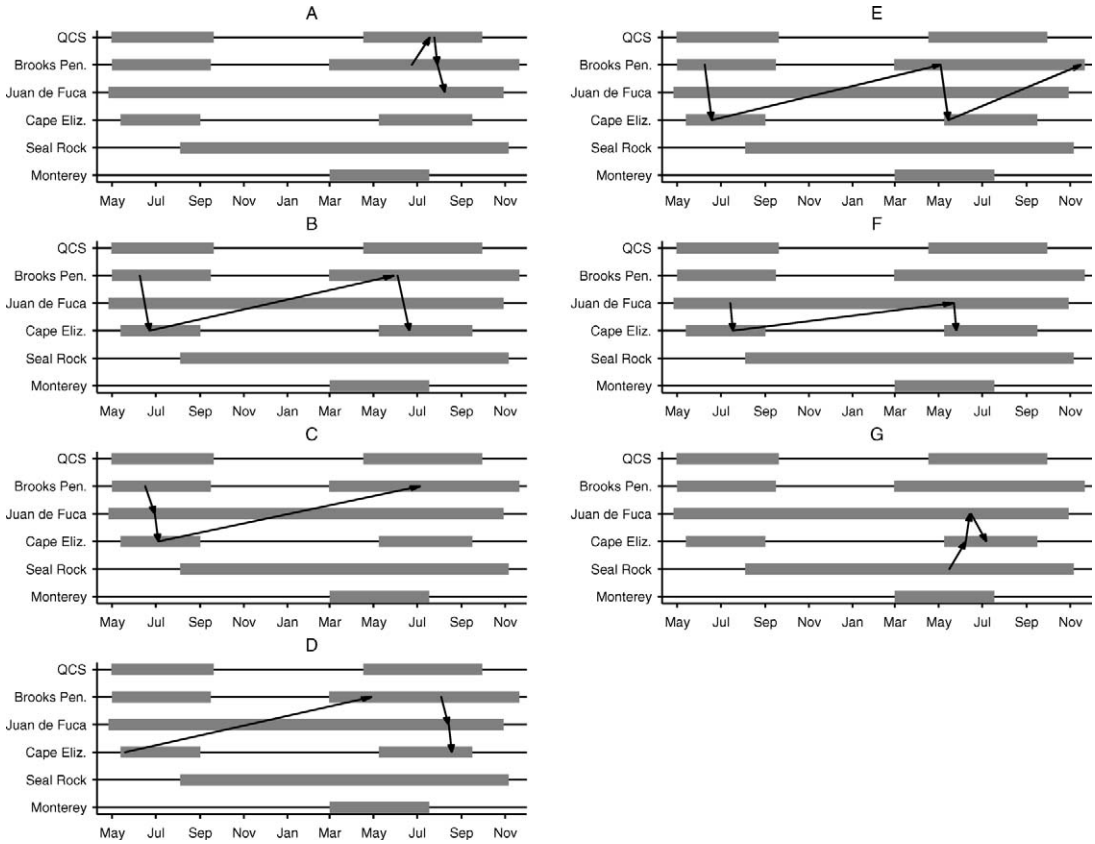 A
QCS
Brooks Pen.
Juan de Fuca
Cape Eliz.
Seal Rock
Monterey
May Jul Sep Nov Jan Mar May Jul Sep Nov
B
QCS
Brooks Pen.
Juan de Fuca
Cape Eliz.
Seal Rock
Monterey
May Jul Sep Nov Jan Mar May Jul Sep Nov
C
QCS
Brooks Pen.
Juan de Fuca
Cape Eliz.
Seal Rock
Monterey
May Jul Sep Nov Jan Mar May Jul Sep Nov
D
QCS
Brooks Pen.
Juan de Fuca
Cape Eliz.
Seal Rock
Monterey
May Jul Sep Nov Jan Mar May Jul Sep Nov
E
QCS
Brooks Pen.
Juan de Fuca
Cape Eliz.
Seal Rock
Monterey
May Jul Sep Nov Jan Mar May Jul Sep Nov
F
QCS
Brooks Pen.
Juan de Fuca
Cape Eliz.
Seal Rock
Monterey
May Jul Sep Nov Jan Mar May Jul Sep Nov
G
QCS
Brooks Pen.
Juan de Fuca
Cape Eliz.
Seal Rock
Monterey
May Jul Sep Nov Jan Mar May Jul Sep Nov